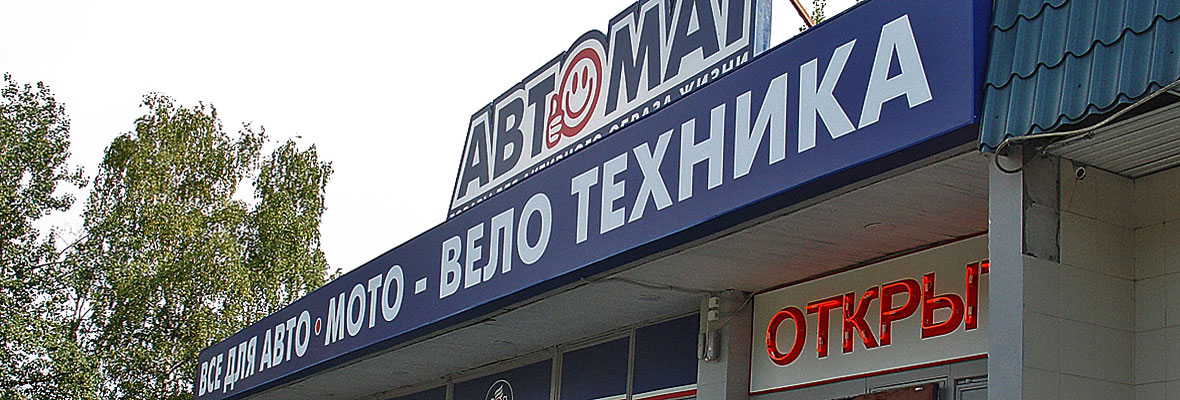 АВТОМАГ
ВСЕ ДЛЯ АВТО • МОТО - ВЕЛО ТЕХНИКА
ОТКРЫТ